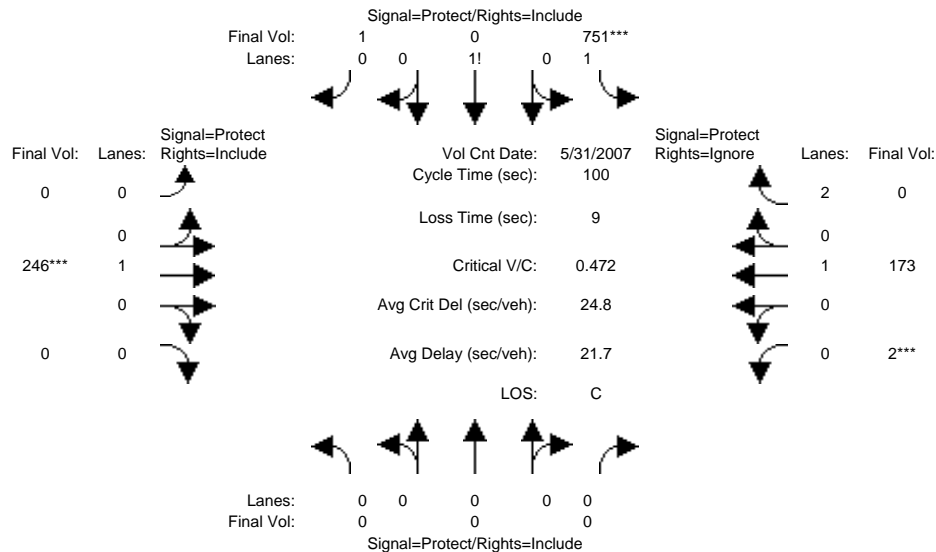 Signal=Protect/Rights=Include
Final Vol: 1 0 751***
Lanes: 0 0 1! 0 1
Signal=Protect
Final Vol: Lanes: Rights=Include
Vol Cnt Date: 5/31/2007
Signal=Protect
Rights=Ignore Lanes: Final Vol:
Cycle Time (sec): 100
0 0
2 0
Loss Time (sec): 9
0
0
246*** 1
Critical V/C: 0.472
1 173
0
Avg Crit Del (sec/veh): 24.8
0
0 0
Avg Delay (sec/veh): 21.7
0 2***
LOS: C
Lanes: 0 0 0 0 0
Final Vol: 0 0 0
Signal=Protect/Rights=Include